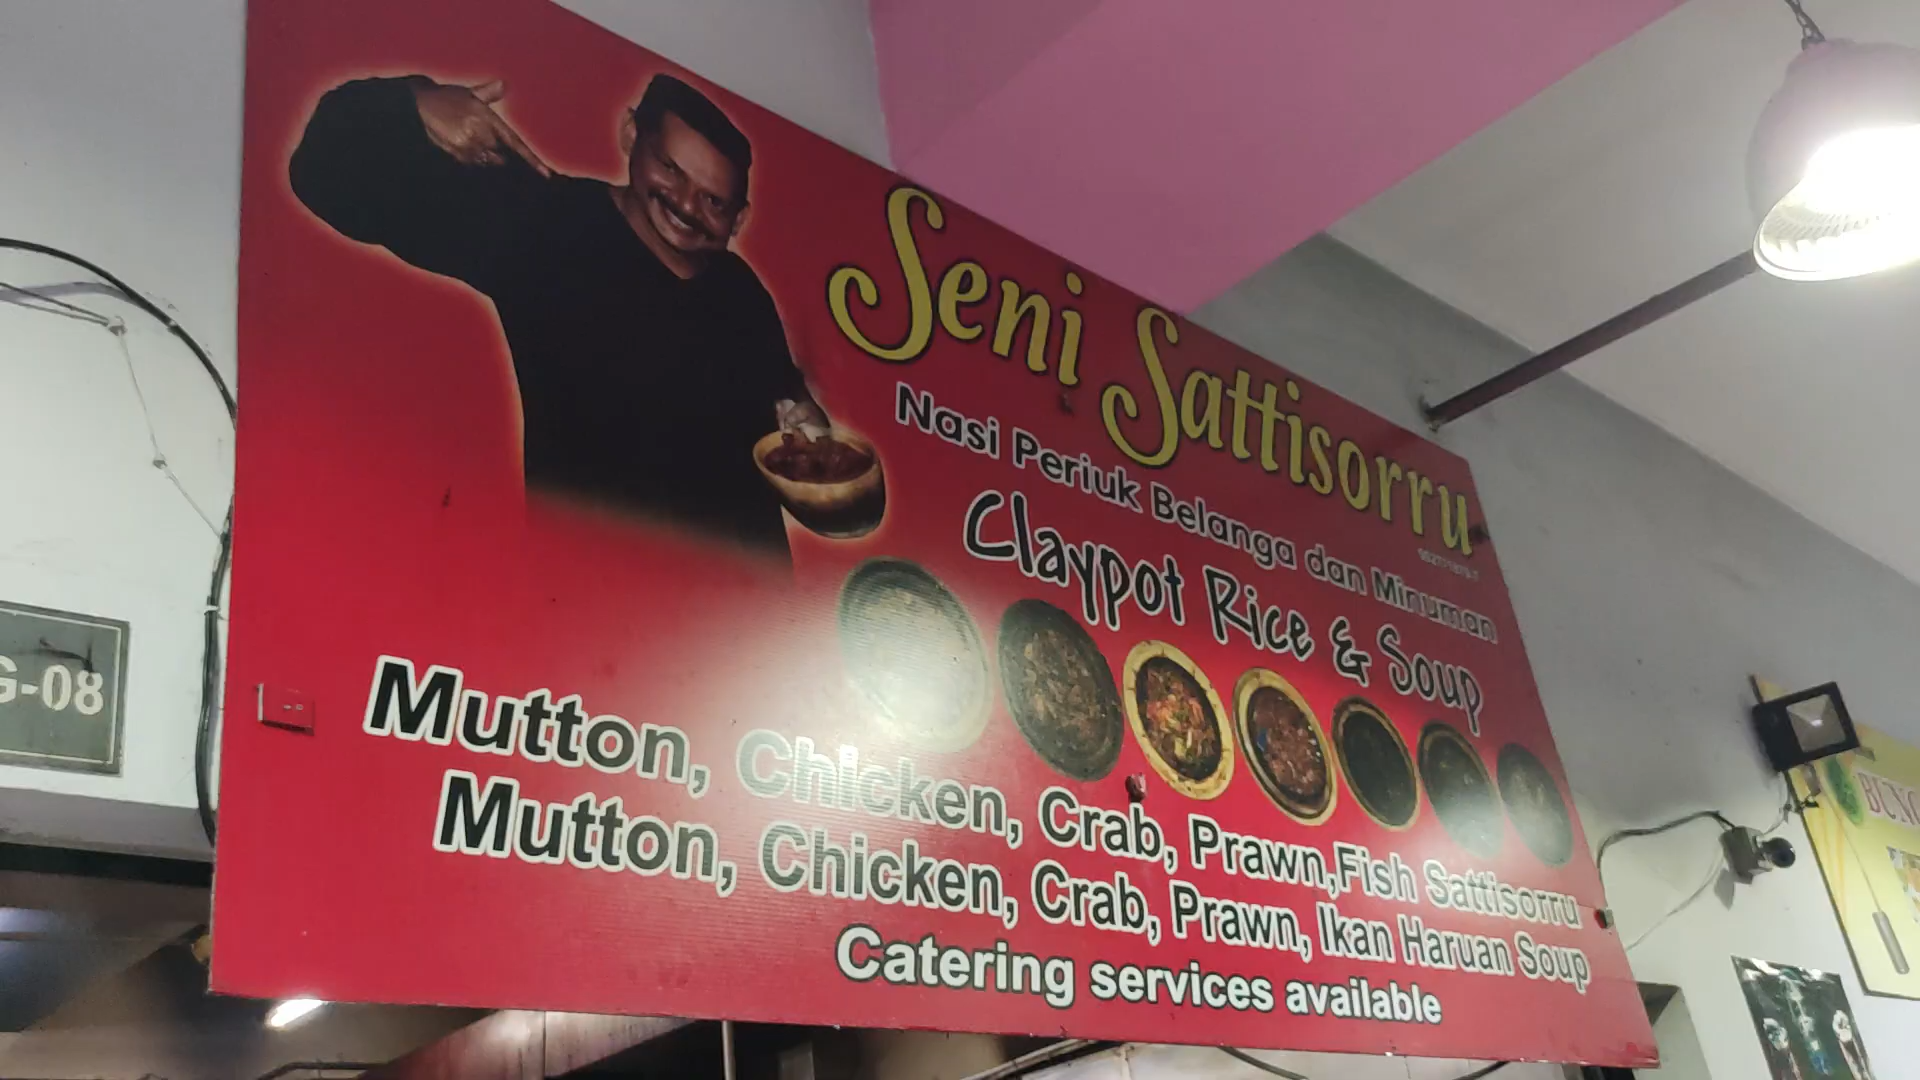 Seni Sattisorru
Nasi Periuk Belanga dan Minuman
Claypot Rice & Soup
Mutton, Chicken, Crab, Prawn,Fish Sattisorru
Mutton, Chicken, Crab, Prawn, Ikan Haruan Soup
Catering services available
G-08